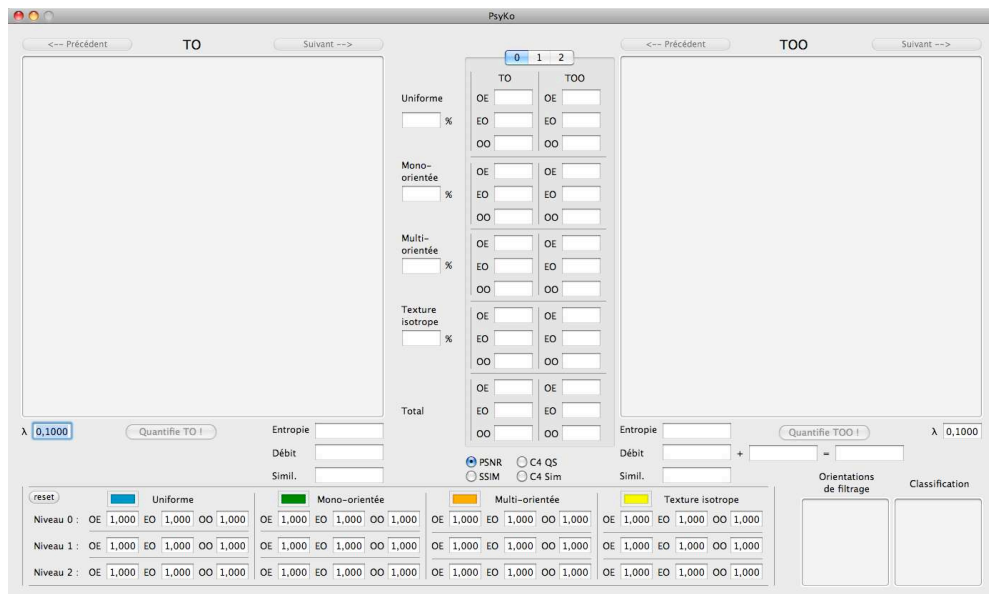 PsyKo
<-- Précédent TO Suivant --> <-- Précédent TOO Suivant -->
0 1 2
TO TOO
Uniforme OE OE
% EO EO
OO OO
Mono-
orientée
OE OE
% EO EO
OO OO
Multi-
orientée
OE OE
% EO EO
OO OO
Texture
isotrope
OE OE
% EO EO
OO OO
OE OE
Total EO EO
OO OO
λ 0,1000 Quantifie TO ! Entropie Entropie Quantifie TOO ! λ 0,1000
Débit Débit + =
PSNR C4 QS
Simil. SSIM C4 Sim Simil.
Orientations
de filtrage
Classification
reset Uniforme Mono-orientée Multi-orientée Texture isotrope
Niveau 0 : OE 1,000 EO 1,000 OO 1,000 OE 1,000 EO 1,000 OO 1,000 OE 1,000 EO 1,000 OO 1,000 OE 1,000 EO 1,000 OO 1,000
Niveau 1 : OE 1,000 EO 1,000 OO 1,000 OE 1,000 EO 1,000 OO 1,000 OE 1,000 EO 1,000 OO 1,000 OE 1,000 EO 1,000 OO 1,000
Niveau 2 : OE 1,000 EO 1,000 OO 1,000 OE 1,000 EO 1,000 OO 1,000 OE 1,000 EO 1,000 OO 1,000 OE 1,000 EO 1,000 OO 1,000